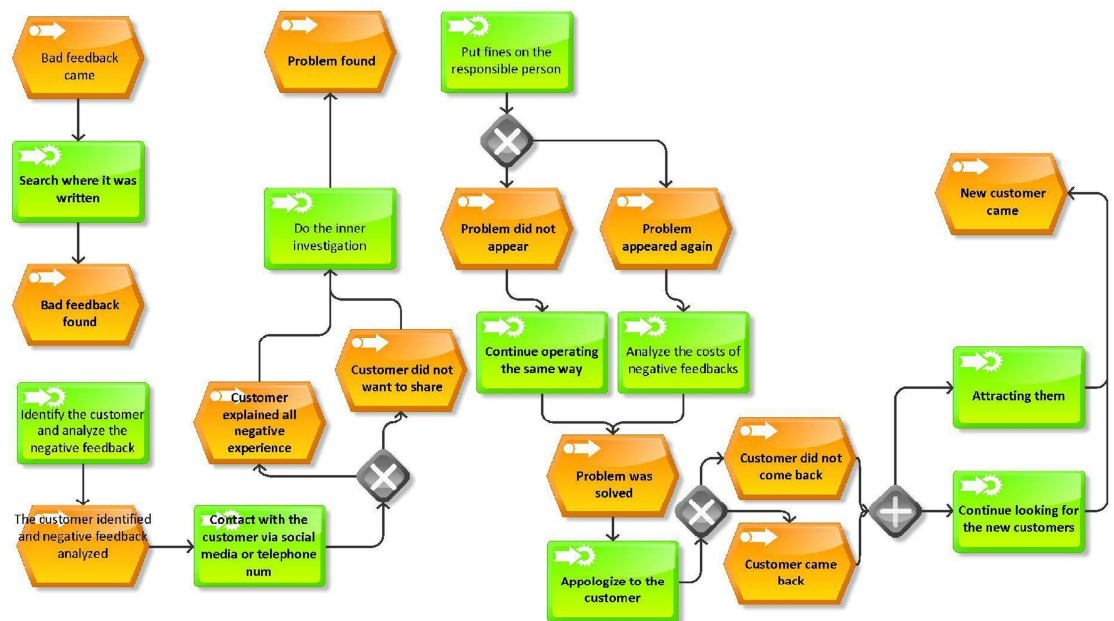 Bad feedback
came
Search where it was
written
Bad feedback
found
Identify the customer
and analyze the
negative feedback
The customer identified
and negative feedback
analyzed
Contact with the
customer via social
media or telephone
num
Customer
explained all
negative
experience
Customer did not
want to share
Do the inner
investigation
Problem found
Put fines on the
responsible person
Problem did not
appear
Problem
appeared again
Continue operating
the same way
Analyze the costs of
negative feedbacks
Problem was
solved
Appologize to the
customer
Customer did not
come back
Customer came
back
Attracting them
Continue looking for
the new customers
New customer
came